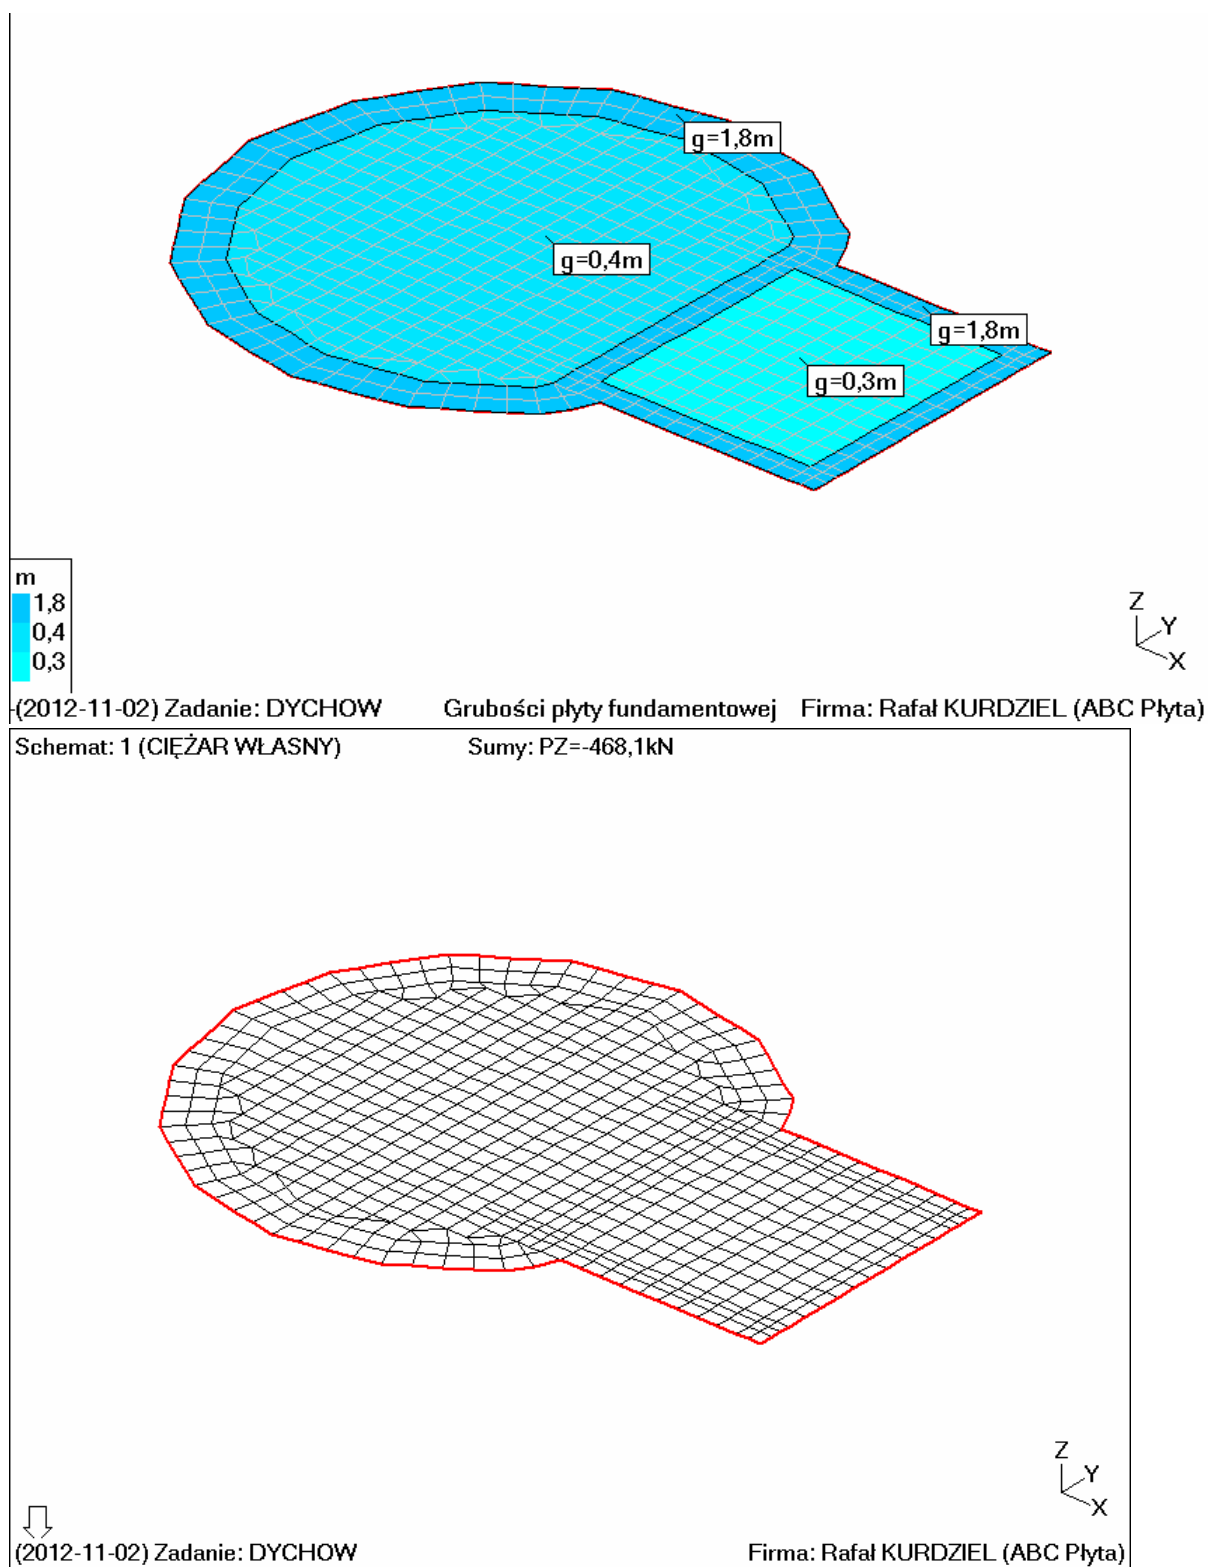 g=1,8m
g=0,4m
g=1,8m
g=0,3m
m
1,8
0,4
0,3
Z
Y
X
-(2012-11-02) Zadanie: DYCHOW Grubości płyty fundamentowej Firma: Rafał KURDZIEL (ABC Płyta)
Schemat: 1 (CIĘŻAR WŁASNY) Sumy: PZ=-468,1kN
Z
Y
X
(2012-11-02) Zadanie: DYCHOW Firma: Rafał KURDZIEL (ABC Płyta)